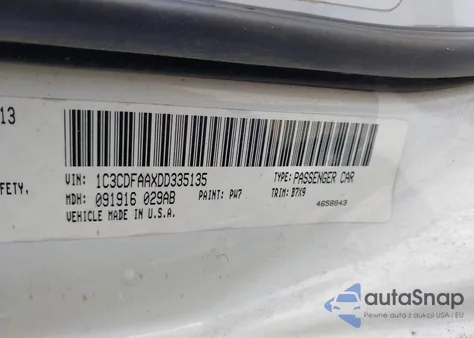 13
VIN: 1C3CDFAAXDD335135
TYPE: PASSENGER CAR
FETY,
MDH: 091916 029AB
PAINT: PW7
TRIM: B7X9
VEHICLE MADE IN U.S.A.
4658843
autoSnap
Pewne auta z aukcji USA i EU